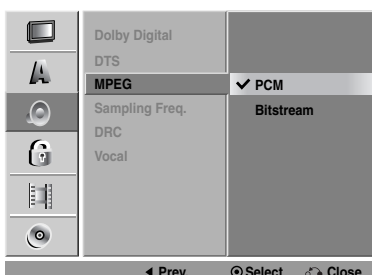 Dolby Digital
DTS
MPEG
Sampling Freq.
DRC
Vocal
✔ PCM
Bitstream
Prev. Select Close